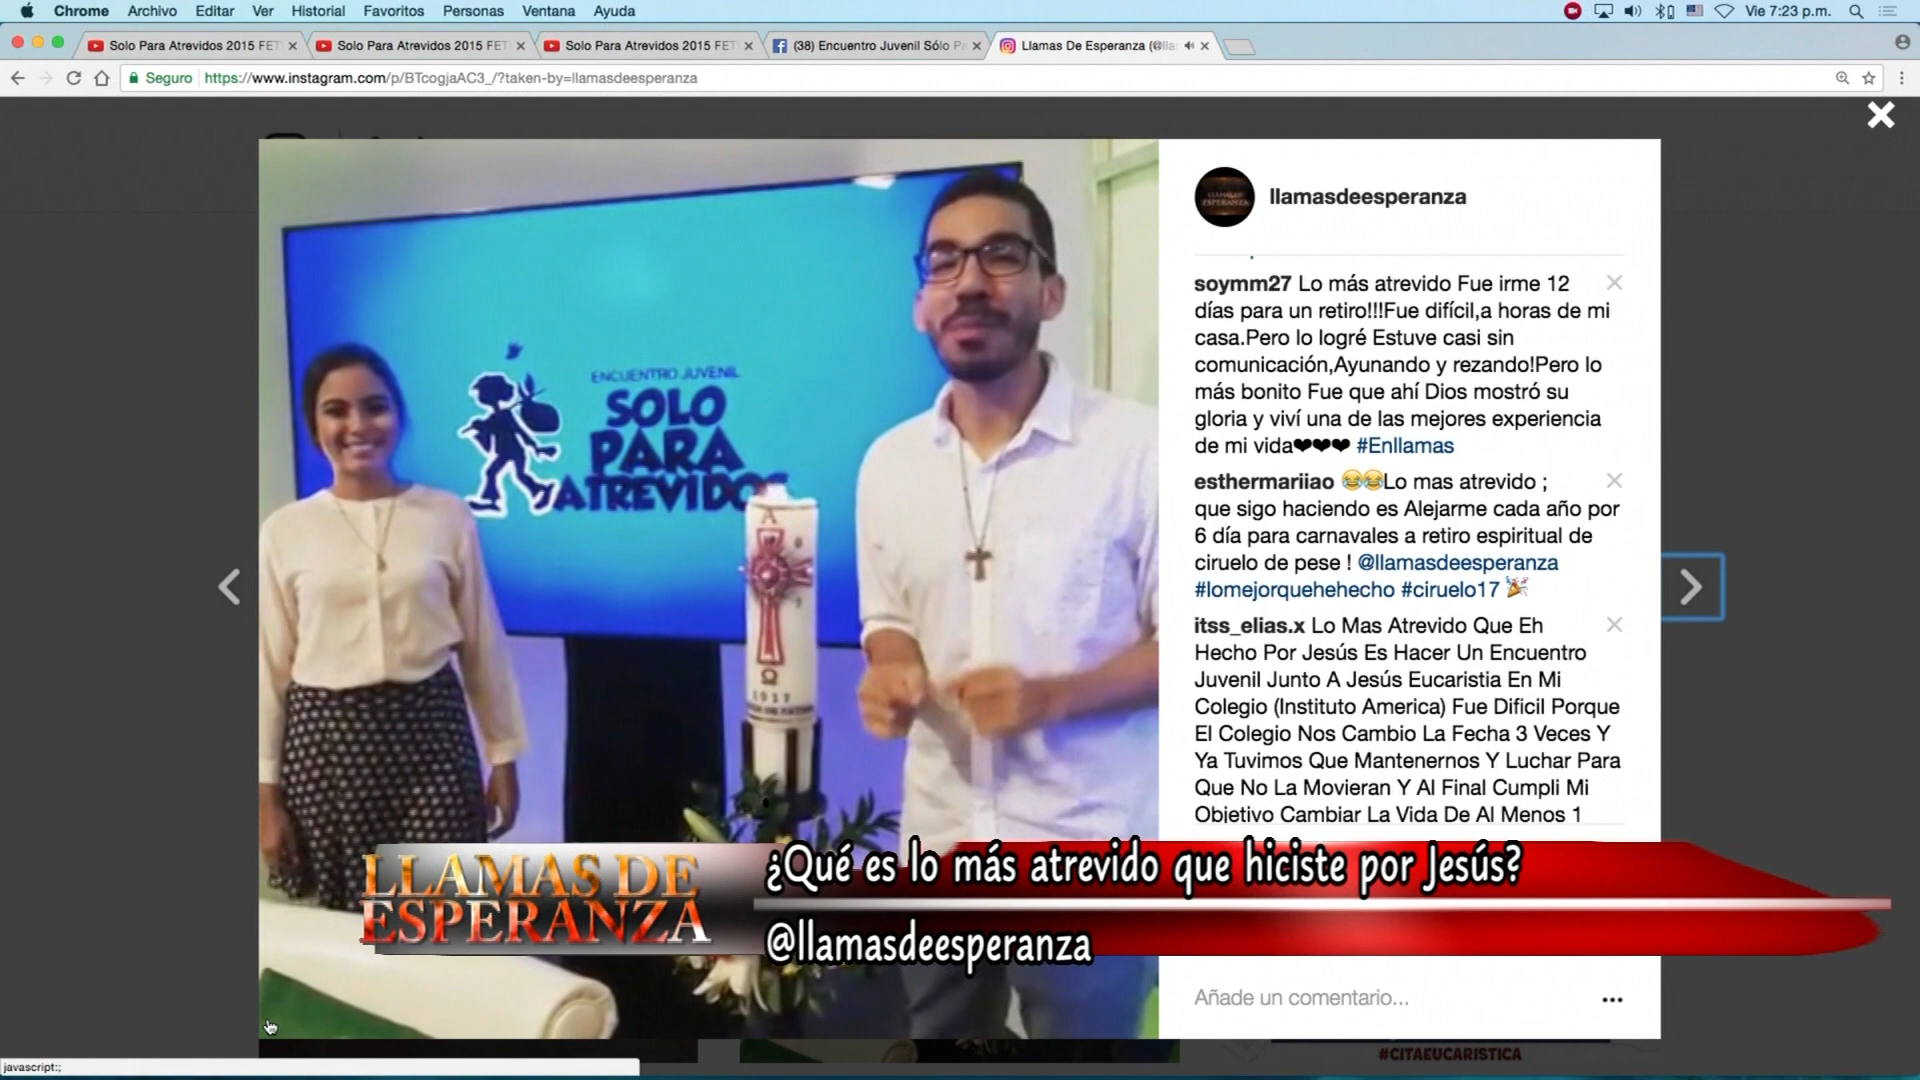 Chrome Archivo Editar Ver Historial Favoritos Personas Ventana Ayuda
Vie 7:23 p.m.
Solo Para Atrevidos 2015 FET
Solo Para Atrevidos 2015 FET
Solo Para Atrevidos 2015 FET
(38) Encuentro Juvenil Sólo P
Llamas De Esperanza (@lla
Seguro
https://www.instagram.com/p/BTcogjaAC3_/?taken-by=llamasdeesperanza
ENCUENTRO JUVENIL
SOLO
PARA
ATREVIDOS
A
Ω
LLAMAS DE
ESPERANZA
llamasdeesperanza
soymm27 Lo más atrevido Fue irme 12
días para un retiro!!!Fue difícil,a horas de mi
casa.Pero lo logré Estuve casi sin
comunicación,Ayunando y rezando!Pero lo
más bonito Fue que ahí Dios mostró su
gloria y viví una de las mejores experiencia
de mi vida❤❤❤ #Enllamas
esthermariiao 😂😂Lo mas atrevido ;
que sigo haciendo es Alejarme cada año por
6 día para carnavales a retiro espiritual de
ciruelo de pese ! @llamasdeesperanza
#lomejorquehehecho #ciruelo17 🎉
itss_elias.x Lo Mas Atrevido Que Eh
Hecho Por Jesús Es Hacer Un Encuentro
Juvenil Junto A Jesús Eucaristia En Mi
Colegio (Instituto America) Fue Dificil Porque
El Colegio Nos Cambio La Fecha 3 Veces Y
Ya Tuvimos Que Mantenernos Y Luchar Para
Que No La Movieran Y Al Final Cumpli Mi
Objetivo Cambiar La Vida De Al Menos 1
LLAMAS DE
ESPERANZA
¿Qué es lo más atrevido que hiciste por Jesús?
@llamasdeesperanza
Añade un comentario...
#CITAEUCARISTICA
javascript:;